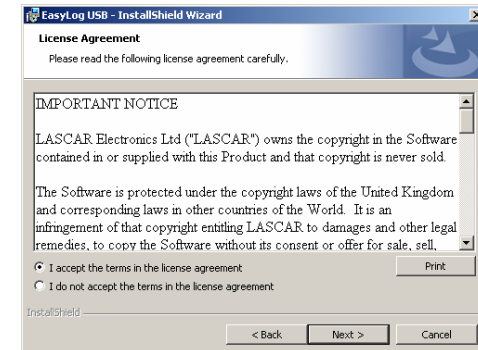 EasyLog USB - InstallShield Wizard
License Agreement
Please read the following license agreement carefully.
IMPORTANT NOTICE
LASCAR Electronics Ltd ("LASCAR") owns the copyright in the Software
contained in or supplied with this Product and that copyright is never sold.
The Software is protected under the copyright laws of the United Kingdom
and corresponding laws in other countries of the World.  It is an
infringement of that copyright entitling LASCAR to damages and other legal
remedies, to copy the Software without its consent or offer for sale, sell,
I accept the terms in the license agreement
Print
I do not accept the terms in the license agreement
InstallShield
< Back
Next >
Cancel